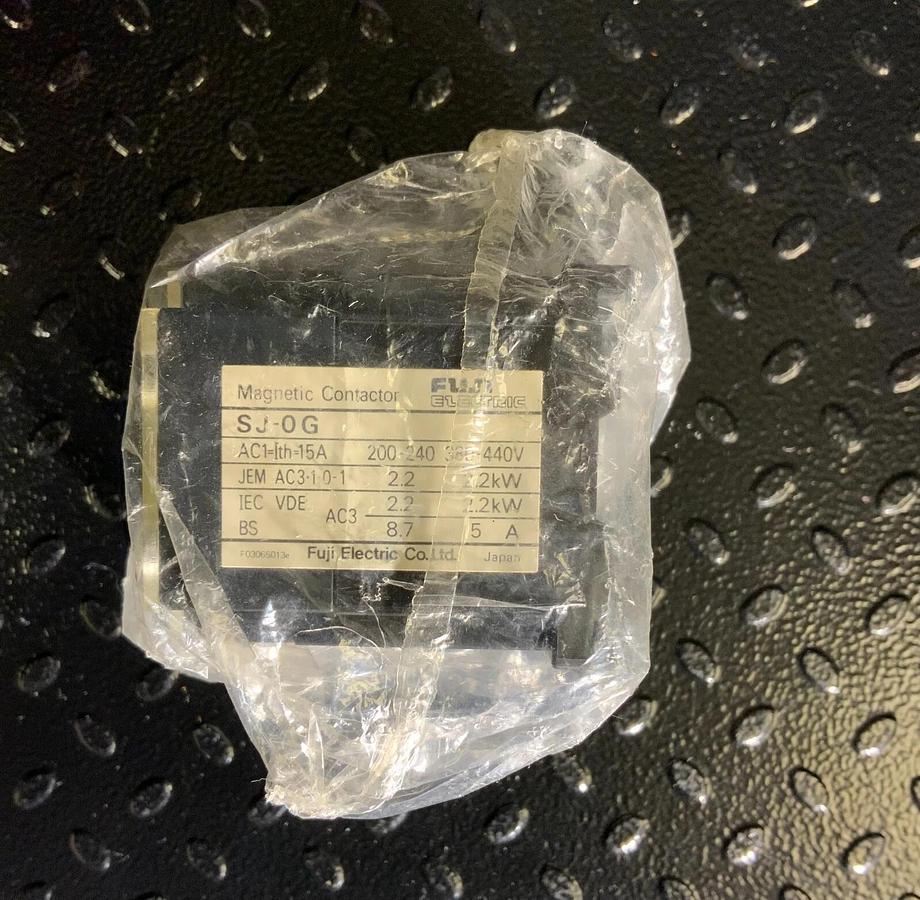 Magnetic Contactor FUJI ELECTRIC
SJ-0G
AC1=Ith=15A 200-240 380-440V
JEM AC3-1-0-1 2.2 2.2kW
IEC VDE 2.2 2.2kW
AC3
BS 8.7 5 A
F03065013e Fuji Electric Co.,Ltd. Japan